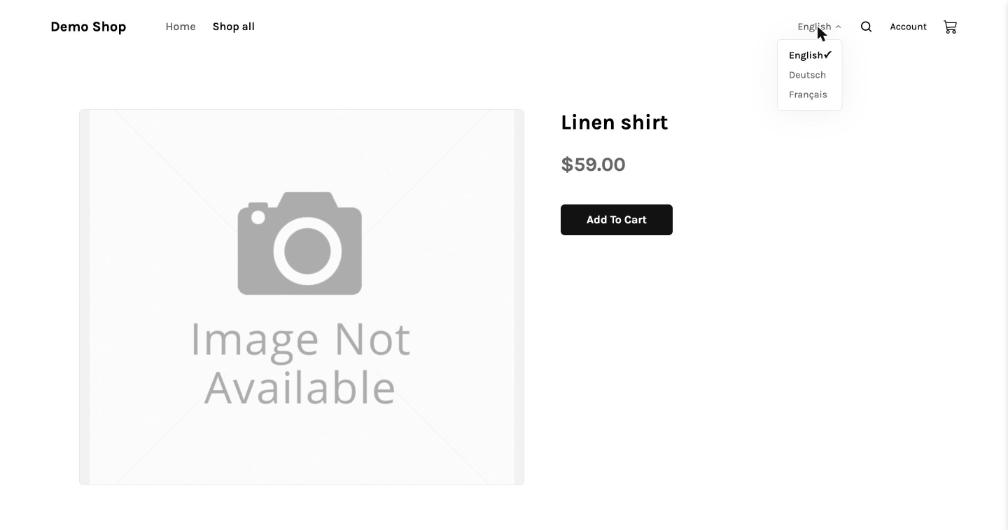 Demo Shop
Home
Shop all
English
Account
English✓
Deutsch
Français
Linen shirt
$59.00
Add To Cart
Image Not
Available